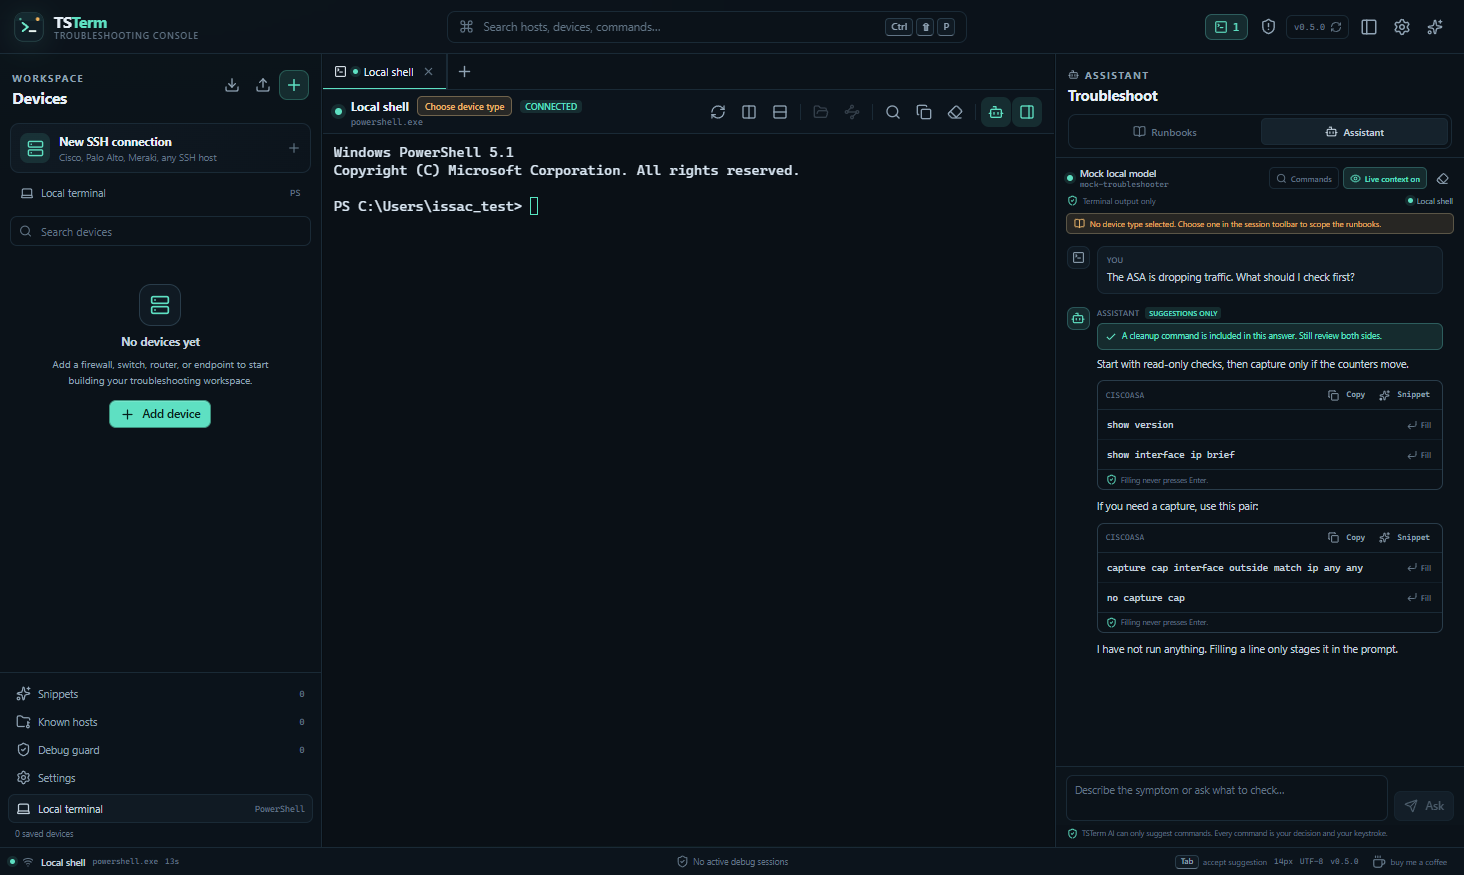 TSTerm
TROUBLESHOOTING CONSOLE
Search hosts, devices, commands...
Ctrl
P
1
v0.5.0
WORKSPACE
Devices
New SSH connection
Cisco, Palo Alto, Meraki, any SSH host
Local terminal
PS
Search devices
No devices yet
Add a firewall, switch, router, or endpoint to start
building your troubleshooting workspace.
Add device
Snippets 0
Known hosts 0
Debug guard 0
Settings
Local terminal PowerShell
0 saved devices
Local shell
Local shell
Choose device type
CONNECTED
powershell.exe
Windows PowerShell 5.1
Copyright (C) Microsoft Corporation. All rights reserved.
PS C:\Users\issac_test>
ASSISTANT
Troubleshoot
Runbooks
Assistant
Mock local model
mock-troubleshooter
Commands
Live context on
Terminal output only
Local shell
No device type selected. Choose one in the session toolbar to scope the runbooks.
YOU
The ASA is dropping traffic. What should I check first?
ASSISTANT
SUGGESTIONS ONLY
A cleanup command is included in this answer. Still review both sides.
Start with read-only checks, then capture only if the counters move.
CISCOASA
Copy
Snippet
show version
Fill
show interface ip brief
Fill
Filling never presses Enter.
If you need a capture, use this pair:
CISCOASA
Copy
Snippet
capture cap interface outside match ip any any
Fill
no capture cap
Fill
Filling never presses Enter.
I have not run anything. Filling a line only stages it in the prompt.
Describe the symptom or ask what to check...
Ask
TSTerm AI can only suggest commands. Every command is your decision and your keystroke.
Local shell powershell.exe 13s
No active debug sessions
Tab accept suggestion 14px UTF-8 v0.5.0 buy me a coffee